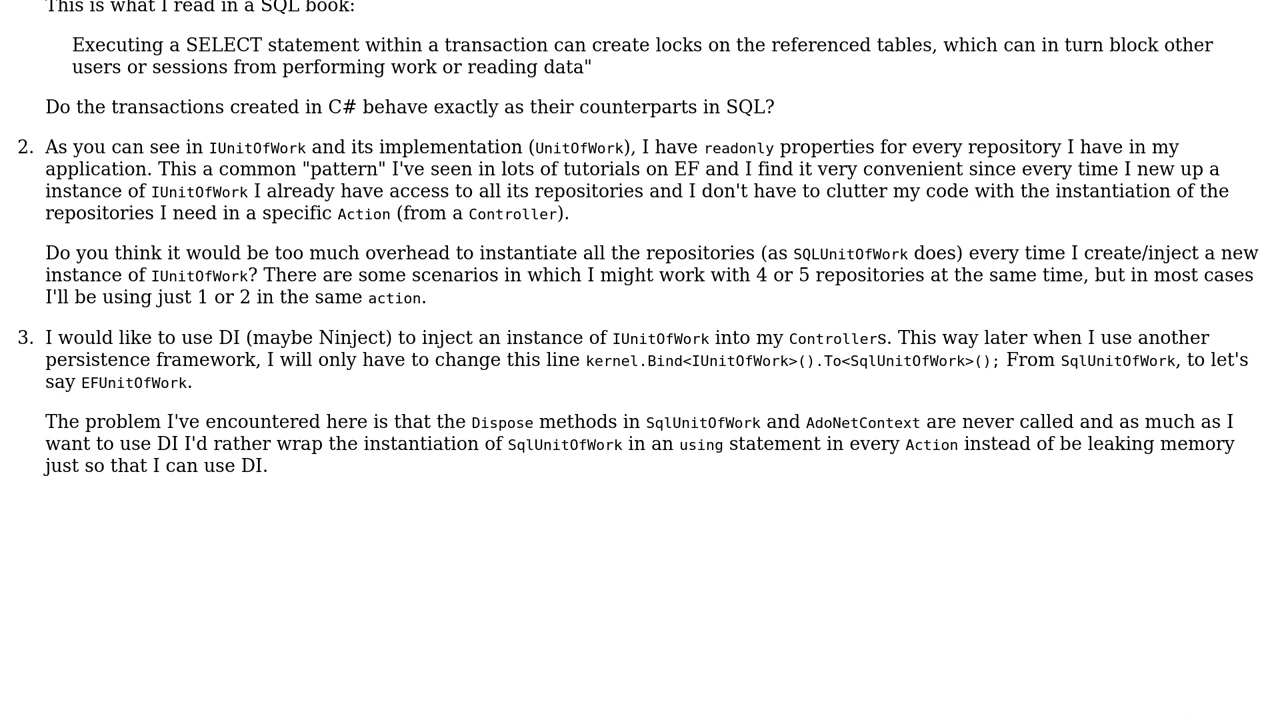 This is what I read in a SQL book:
Executing a SELECT statement within a transaction can create locks on the referenced tables, which can in turn block other
users or sessions from performing work or reading data"
Do the transactions created in C# behave exactly as their counterparts in SQL?
2. As you can see in IUnitOfWork and its implementation (UnitOfWork), I have readonly properties for every repository I have in my
application. This a common "pattern" I've seen in lots of tutorials on EF and I find it very convenient since every time I new up a
instance of IUnitOfWork I already have access to all its repositories and I don't have to clutter my code with the instantiation of the
repositories I need in a specific Action (from a Controller).
Do you think it would be too much overhead to instantiate all the repositories (as SQLUnitOfWork does) every time I create/inject a new
instance of IUnitOfWork? There are some scenarios in which I might work with 4 or 5 repositories at the same time, but in most cases
I'll be using just 1 or 2 in the same action.
3. I would like to use DI (maybe Ninject) to inject an instance of IUnitOfWork into my Controllers. This way later when I use another
persistence framework, I will only have to change this line kernel.Bind<IUnitOfWork>().To<SqlUnitOfWork>(); From SqlUnitOfWork, to let's
say EFUnitOfWork.
The problem I've encountered here is that the Dispose methods in SqlUnitOfWork and AdoNetContext are never called and as much as I
want to use DI I'd rather wrap the instantiation of SqlUnitOfWork in an using statement in every Action instead of be leaking memory
just so that I can use DI.